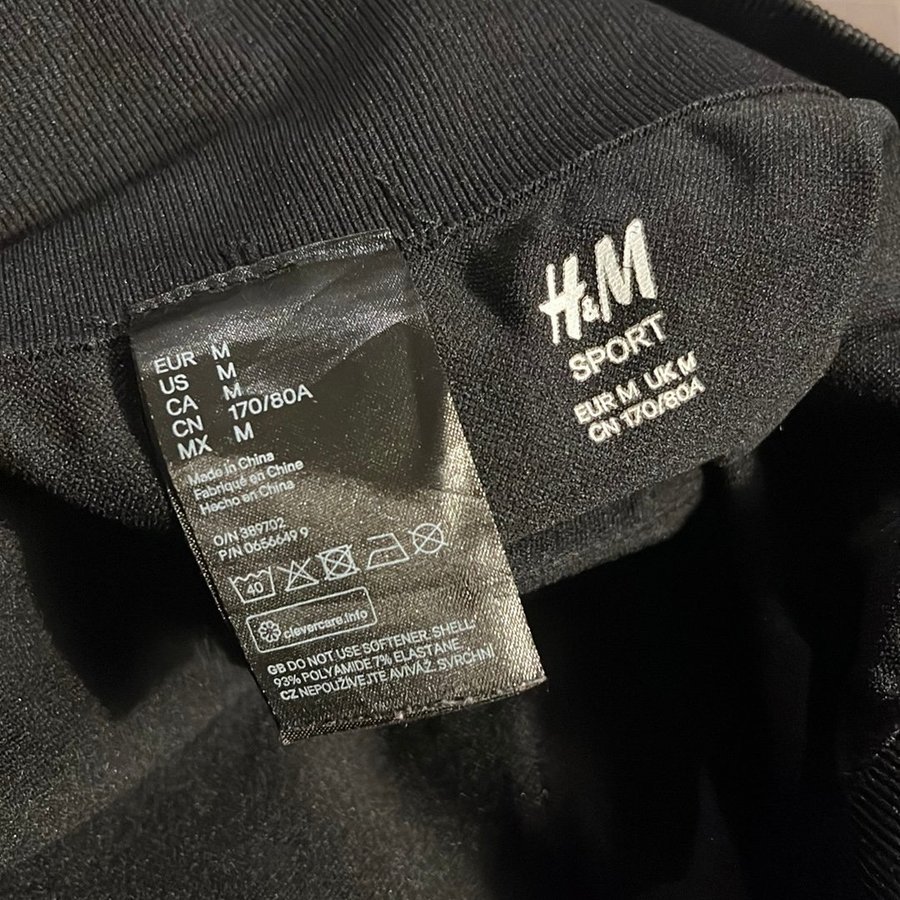 EUR M
US M
CA M
CN 170/80A
MX M
Made in China
Fabriqué en Chine
Hecho en China
O/N 389702
P/N 0656649 9
40
clevercare.info
GB DO NOT USE SOFTENER. SHELL:
93% POLYAMIDE 7% ELASTANE.
CZ NEPOUŽÍVEJTE AVIVÁŽ. SVRCHNÍ
H&M
SPORT
EUR M UK M
CN 170/80A